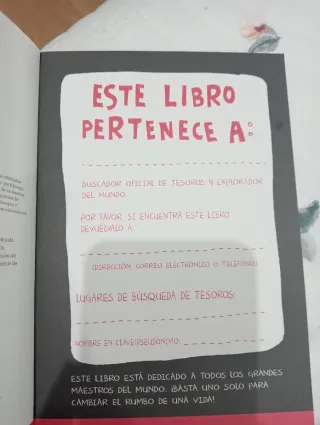 ESTE LIBRO
PERTENECE A:
BUSCADOR OFICIAL DE TESOROS Y EXPLORADOR
DEL MUNDO.
POR FAVOR SI ENCUENTRA ESTE LIBRO
DEVUÉLVALO A:
(DIRECCIÓN, CORREO ELECTRÓNICO O TELÉFONO)
LUGARES DE BÚSQUEDA DE TESOROS:
NOMBRE EN CLAVE/PSEUDÓNIMO:
ESTE LIBRO ESTÁ DEDICADO A TODOS LOS GRANDES
MAESTROS DEL MUNDO. ¡BASTA UNO SOLO PARA
CAMBIAR EL RUMBO DE UNA VIDA!